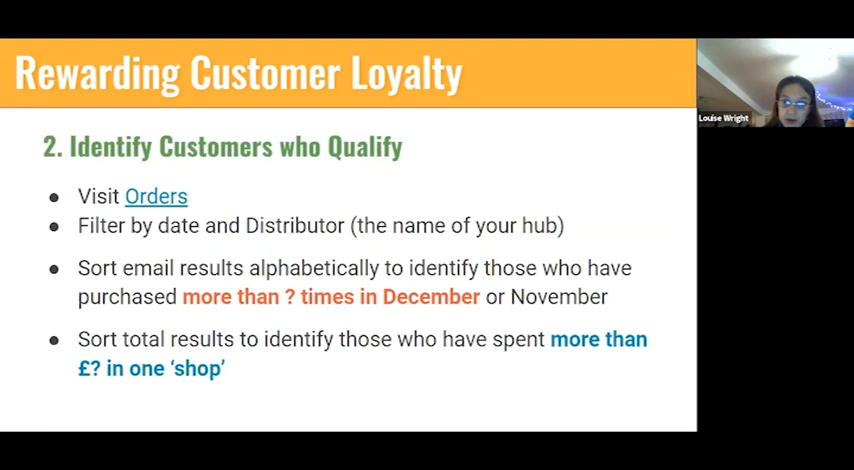 Rewarding Customer Loyalty
Louise Wright
2. Identify Customers who Qualify
● Visit Orders
● Filter by date and Distributor (the name of your hub)
● Sort email results alphabetically to identify those who have
purchased more than ? times in December or November
● Sort total results to identify those who have spent more than
£? in one ‘shop’